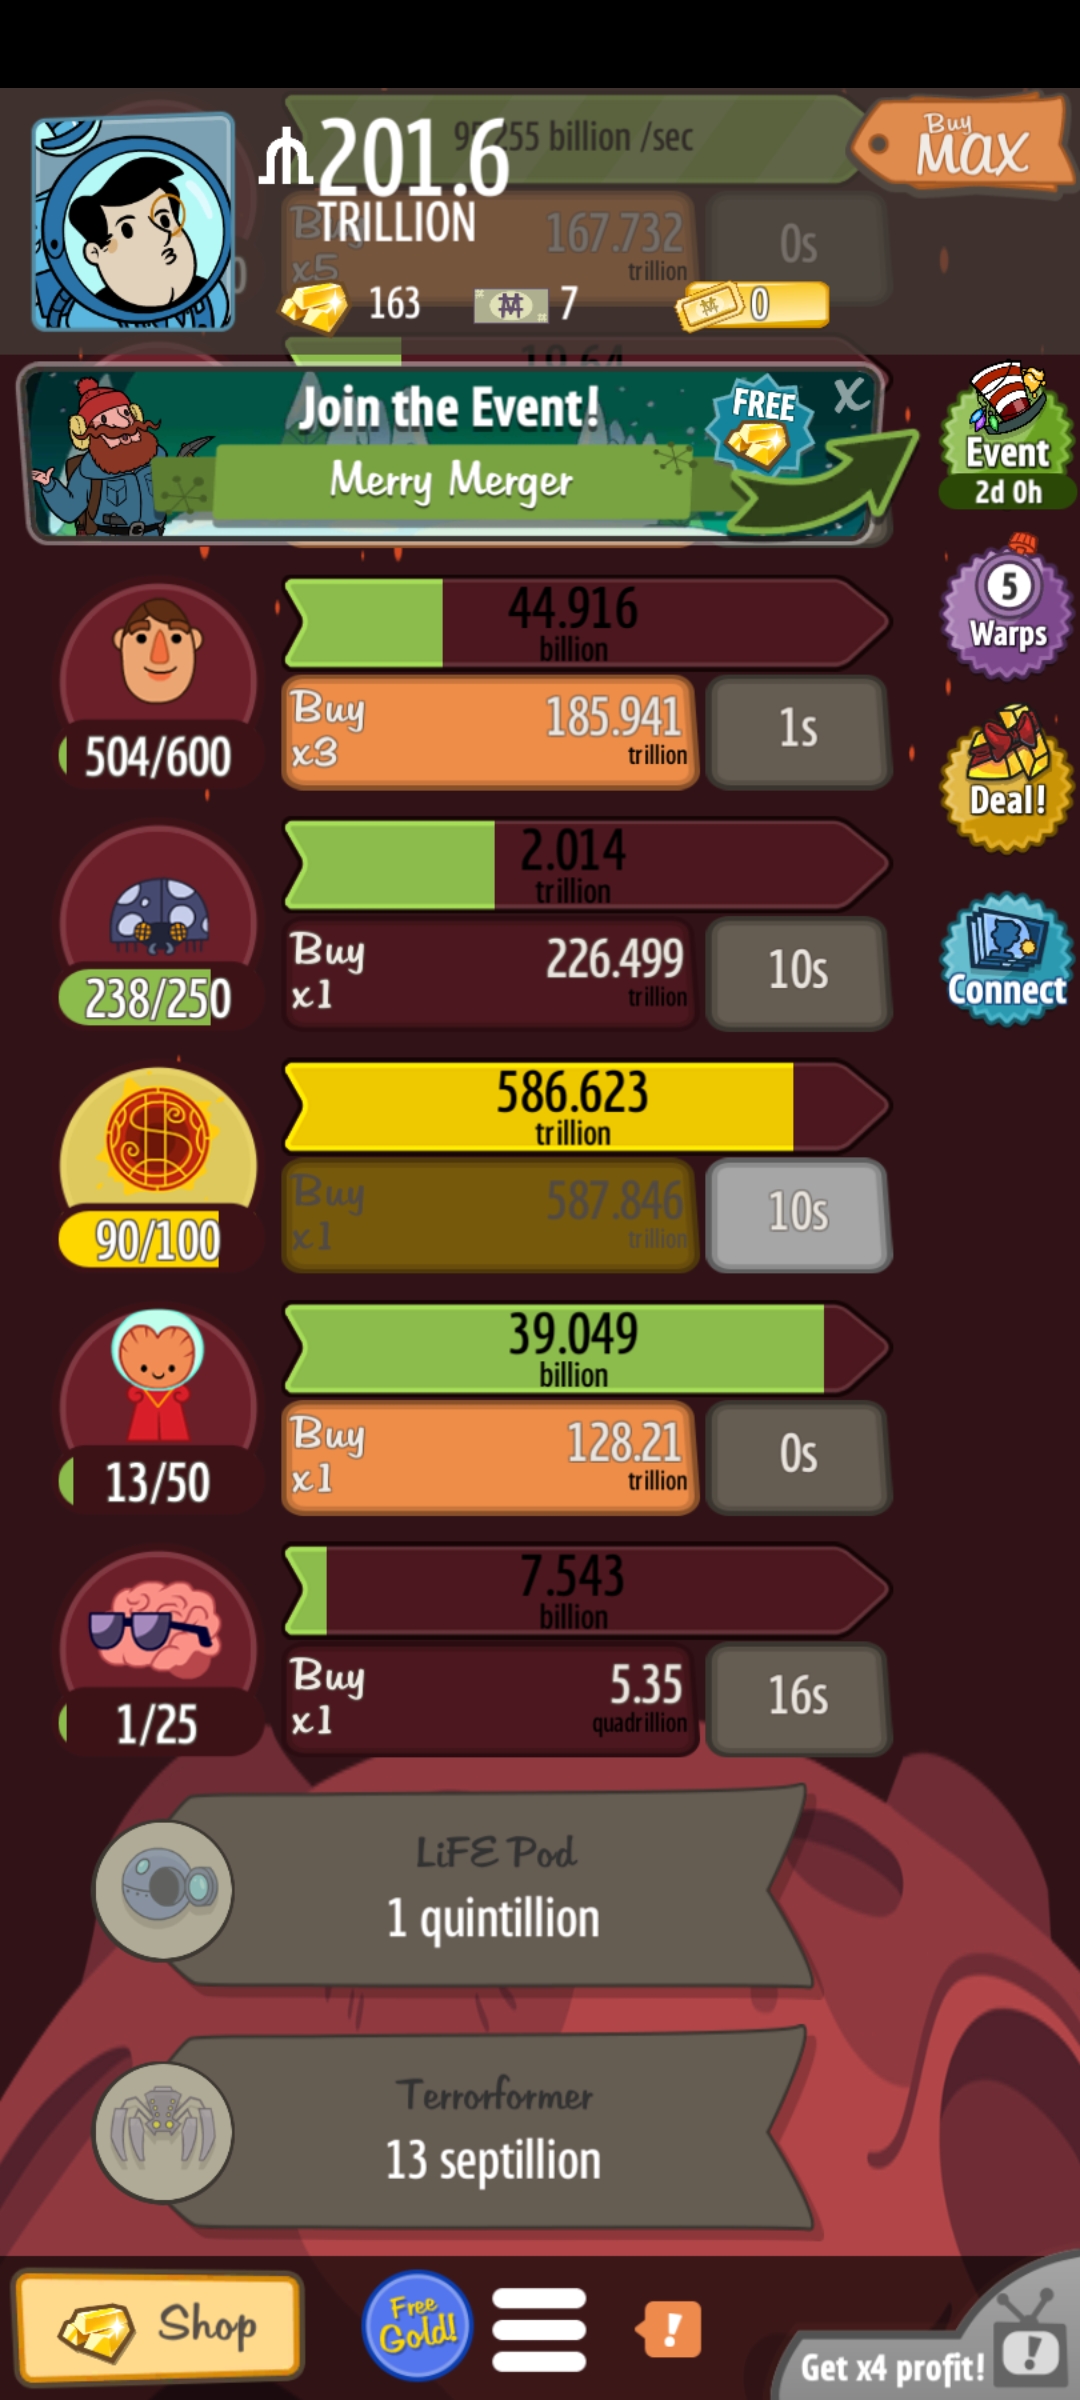 201.6
TRILLION
billion /sec
Buy
MAX
Buy
x5
167.732
trillion
0s
163
7
0
Join the Event!
Merry Merger
FREE
X
Event
2d 0h
5
Warps
Deal!
Connect
44.916
billion
504/600
Buy
x3
185.941
trillion
1s
2.014
trillion
238/250
Buy
x1
226.499
trillion
10s
586.623
trillion
90/100
Buy
x1
587.846
trillion
10s
39.049
billion
13/50
Buy
x1
128.21
trillion
0s
7.543
billion
1/25
Buy
x1
5.35
quadrillion
16s
LiFE Pod
1 quintillion
Terrorformer
13 septillion
Shop
Free
Gold!
!
Get x4 profit!
!